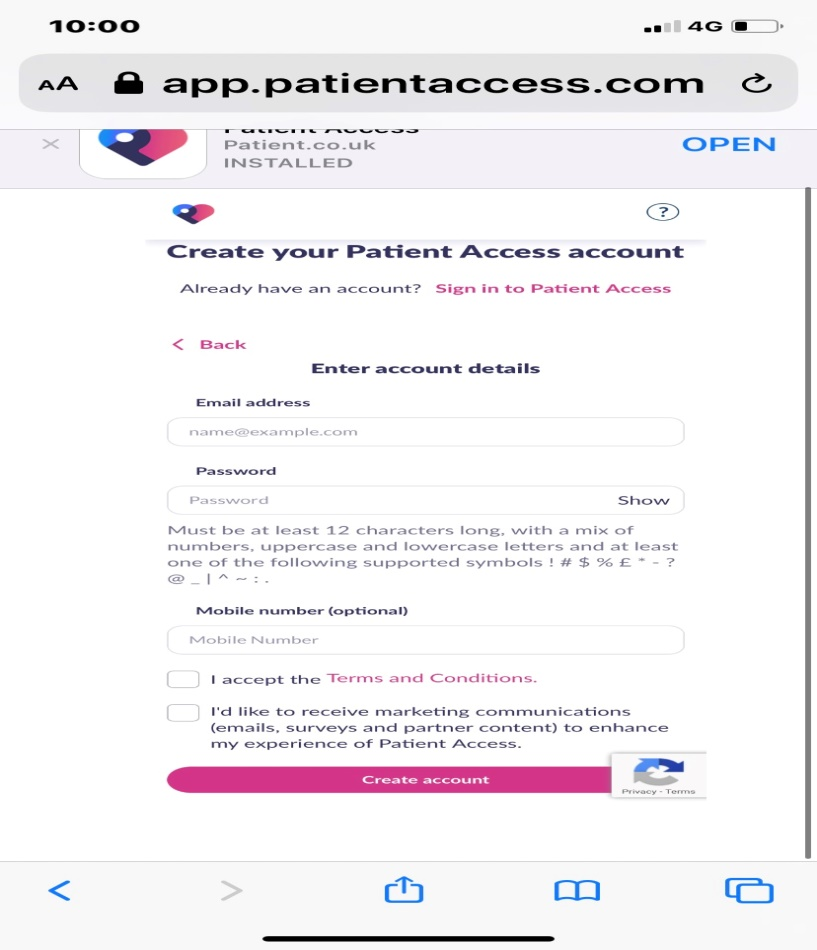 10:00
4G
AA app.patientaccess.com
Patient Access
Patient.co.uk
INSTALLED
OPEN
?
Create your Patient Access account
Already have an account? Sign in to Patient Access
< Back
Enter account details
Email address
name@example.com
Password
Password Show
Must be at least 12 characters long, with a mix of
numbers, uppercase and lowercase letters and at least
one of the following supported symbols ! # $ % £ * - ?
@ _ | ^ ~ : .
Mobile number (optional)
Mobile Number
I accept the Terms and Conditions.
I'd like to receive marketing communications
(emails, surveys and partner content) to enhance
my experience of Patient Access.
Create account
Privacy - Terms